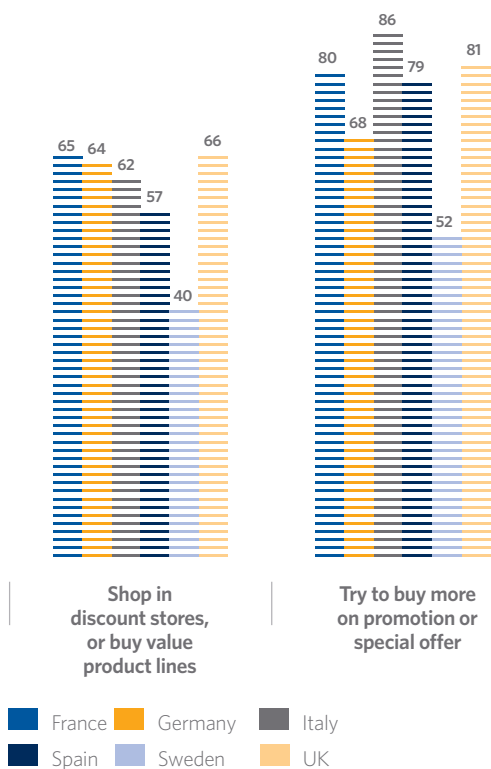 65
64
62
57
40
66
80
68
86
79
52
81
Shop in
discount stores,
or buy value
product lines
Try to buy more
on promotion or
special offer
France
Germany
Italy
Spain
Sweden
UK